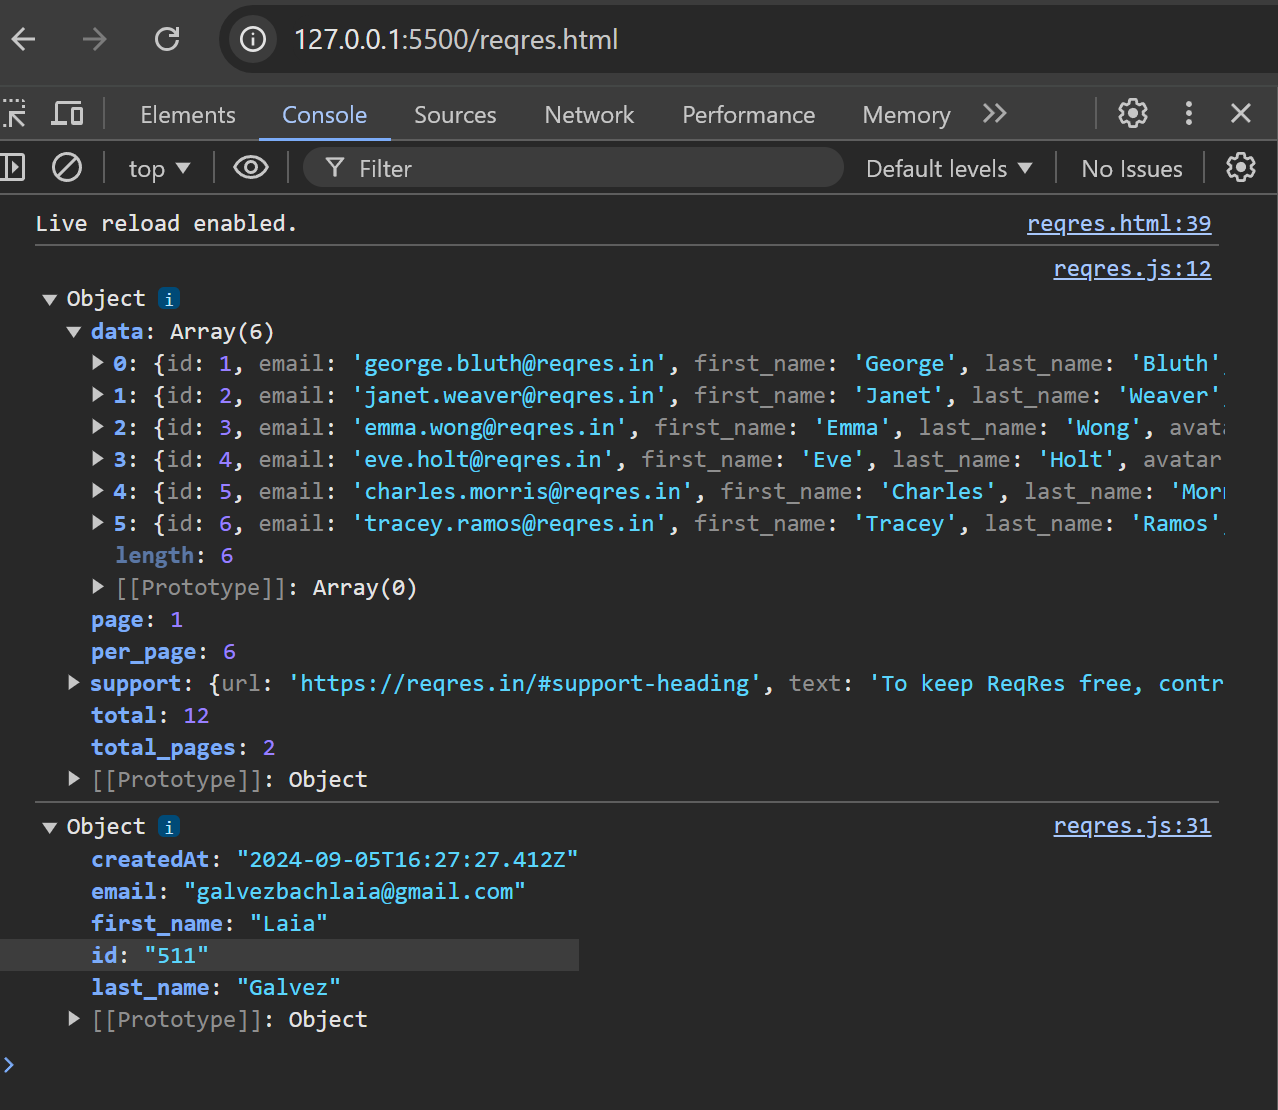 127.0.0.1:5500/reqres.html
Elements Console Sources Network Performance Memory
top Filter Default levels No Issues
Live reload enabled. reqres.html:39
reqres.js:12
Object i
data: Array(6)
0: {id: 1, email: 'george.bluth@reqres.in', first_name: 'George', last_name: 'Bluth',
1: {id: 2, email: 'janet.weaver@reqres.in', first_name: 'Janet', last_name: 'Weaver',
2: {id: 3, email: 'emma.wong@reqres.in', first_name: 'Emma', last_name: 'Wong', avata
3: {id: 4, email: 'eve.holt@reqres.in', first_name: 'Eve', last_name: 'Holt', avatar
4: {id: 5, email: 'charles.morris@reqres.in', first_name: 'Charles', last_name: 'Morr
5: {id: 6, email: 'tracey.ramos@reqres.in', first_name: 'Tracey', last_name: 'Ramos',
length: 6
[[Prototype]]: Array(0)
page: 1
per_page: 6
support: {url: 'https://reqres.in/#support-heading', text: 'To keep ReqRes free, contr
total: 12
total_pages: 2
[[Prototype]]: Object
Object i reqres.js:31
createdAt: "2024-09-05T16:27:27.412Z"
email: "galvezbachlaia@gmail.com"
first_name: "Laia"
id: "511"
last_name: "Galvez"
[[Prototype]]: Object